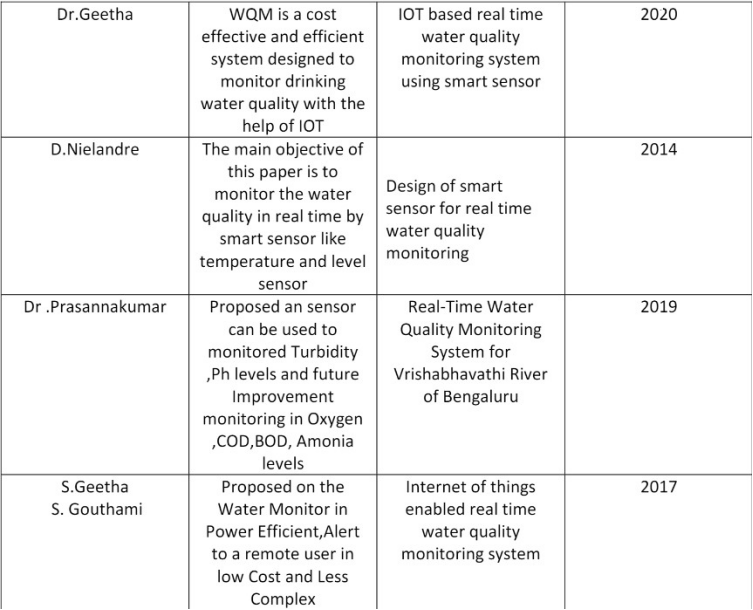 Dr.Geetha
WQM is a cost
effective and efficient
system designed to
monitor drinking
water quality with the
help of IOT
IOT based real time
water quality
monitoring system
using smart sensor
2020
D.Nielandre
The main objective of
this paper is to
monitor the water
quality in real time by
smart sensor like
temperature and level
sensor
Design of smart
sensor for real time
water quality
monitoring
2014
Dr .Prasannakumar
Proposed an sensor
can be used to
monitored Turbidity
,Ph levels and future
Improvement
monitoring in Oxygen
,COD,BOD, Amonia
levels
Real-Time Water
Quality Monitoring
System for
Vrishabhavathi River
of Bengaluru
2019
S.Geetha
S. Gouthami
Proposed on the
Water Monitor in
Power Efficient,Alert
to a remote user in
low Cost and Less
Complex
Internet of things
enabled real time
water quality
monitoring system
2017